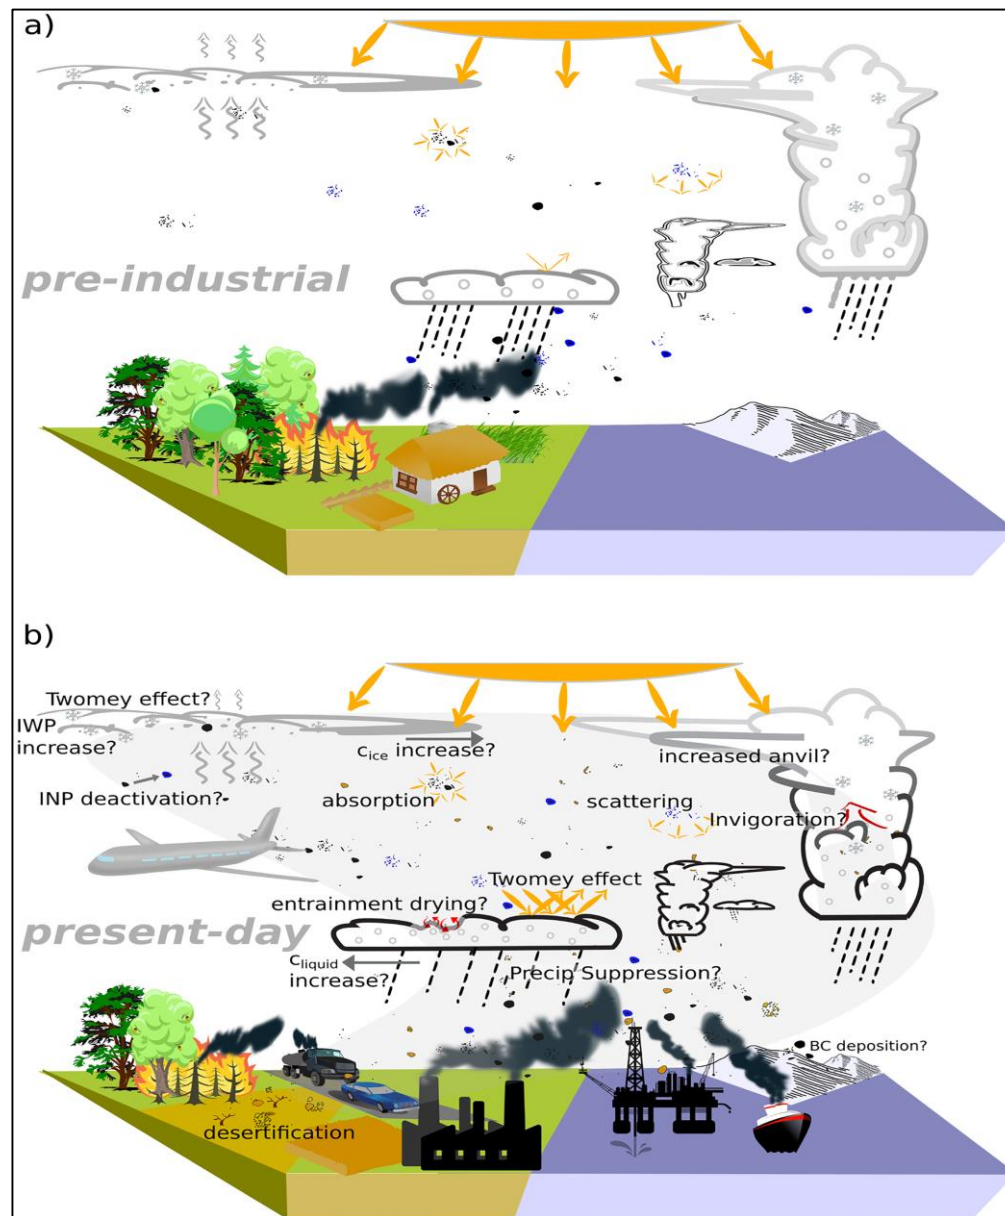 a)
pre-industrial
b)
Twomey effect?
IWP
increase?
c_ice increase?
increased anvil?
INP deactivation?
absorption
scattering
Invigoration?
Twomey effect
entrainment drying?
present-day
c_liquid
increase?
Precip Suppression?
BC deposition?
desertification